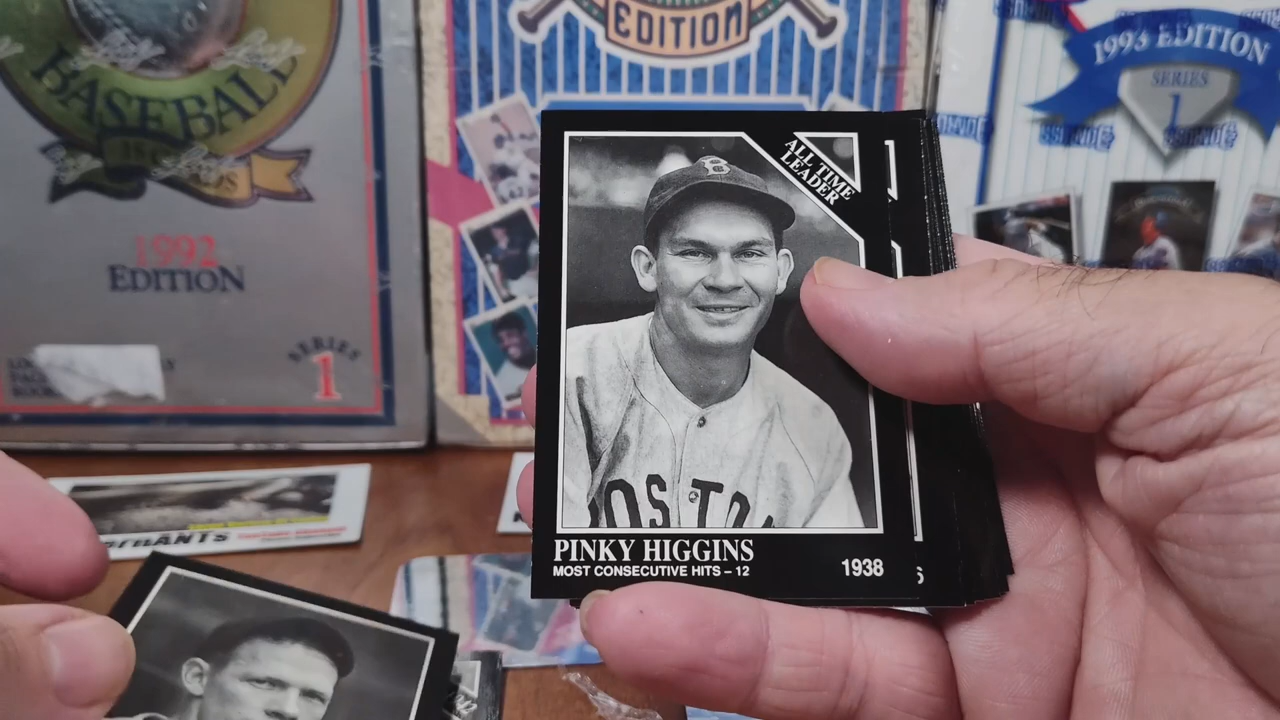 BASEBALL
1992
EDITION
SERIES
1
EDITION
1993 EDITION
SERIES
1
ALL TIME
LEADER
B
BOSTON
PINKY HIGGINS
MOST CONSECUTIVE HITS – 12
1938